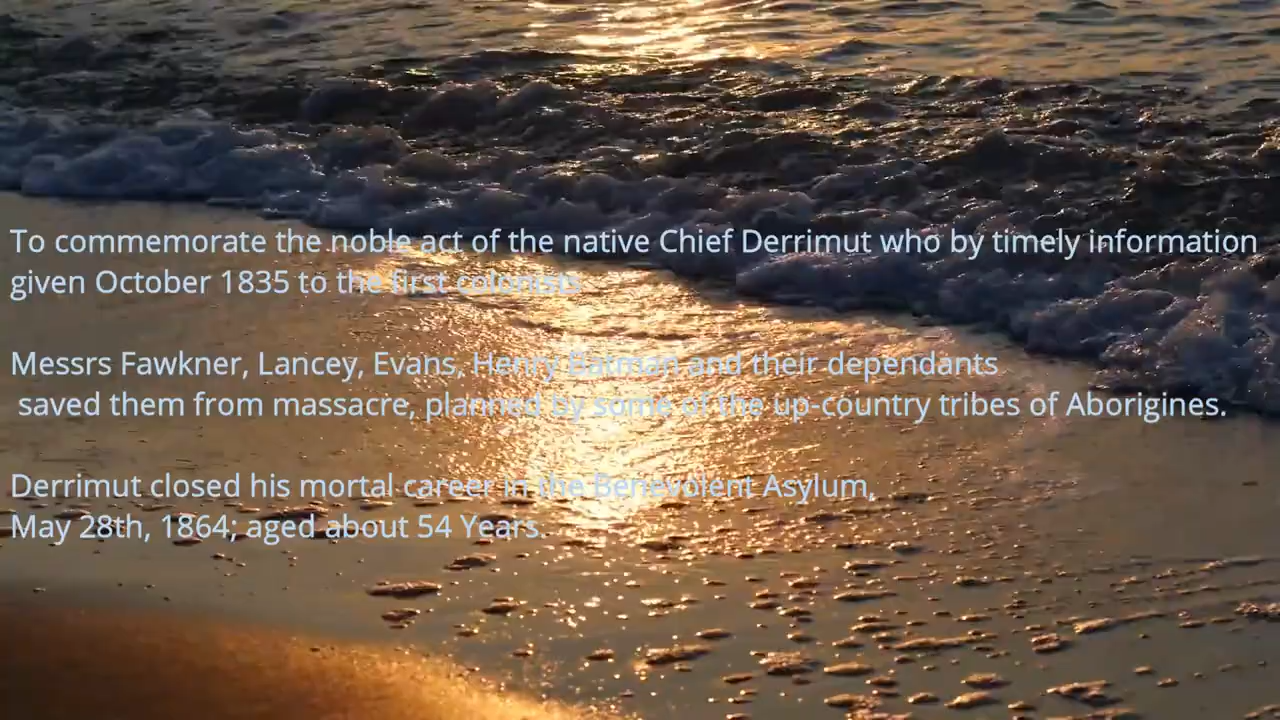 To commemorate the noble act of the native Chief Derrimut who by timely information
given October 1835 to the first colonists
Messrs Fawkner, Lancey, Evans, Henry Batman and their dependants
saved them from massacre, planned by some of the up-country tribes of Aborigines.
Derrimut closed his mortal career in the Benevolent Asylum,
May 28th, 1864; aged about 54 Years.